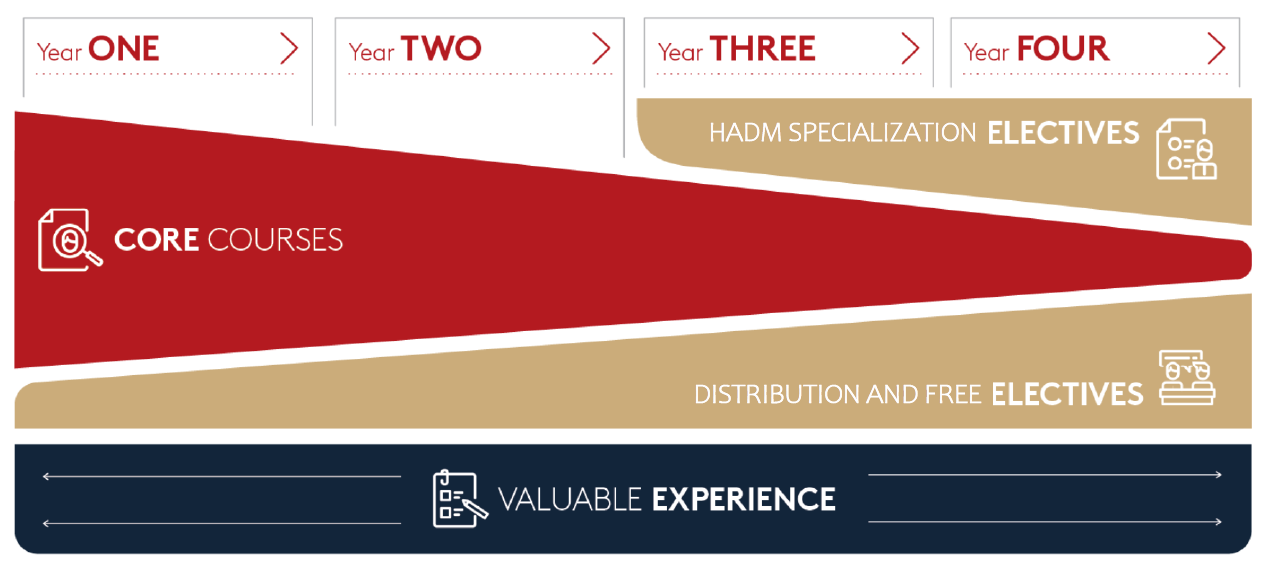 Year ONE
Year TWO
Year THREE
Year FOUR
HADM SPECIALIZATION ELECTIVES
CORE COURSES
DISTRIBUTION AND FREE ELECTIVES
VALUABLE EXPERIENCE